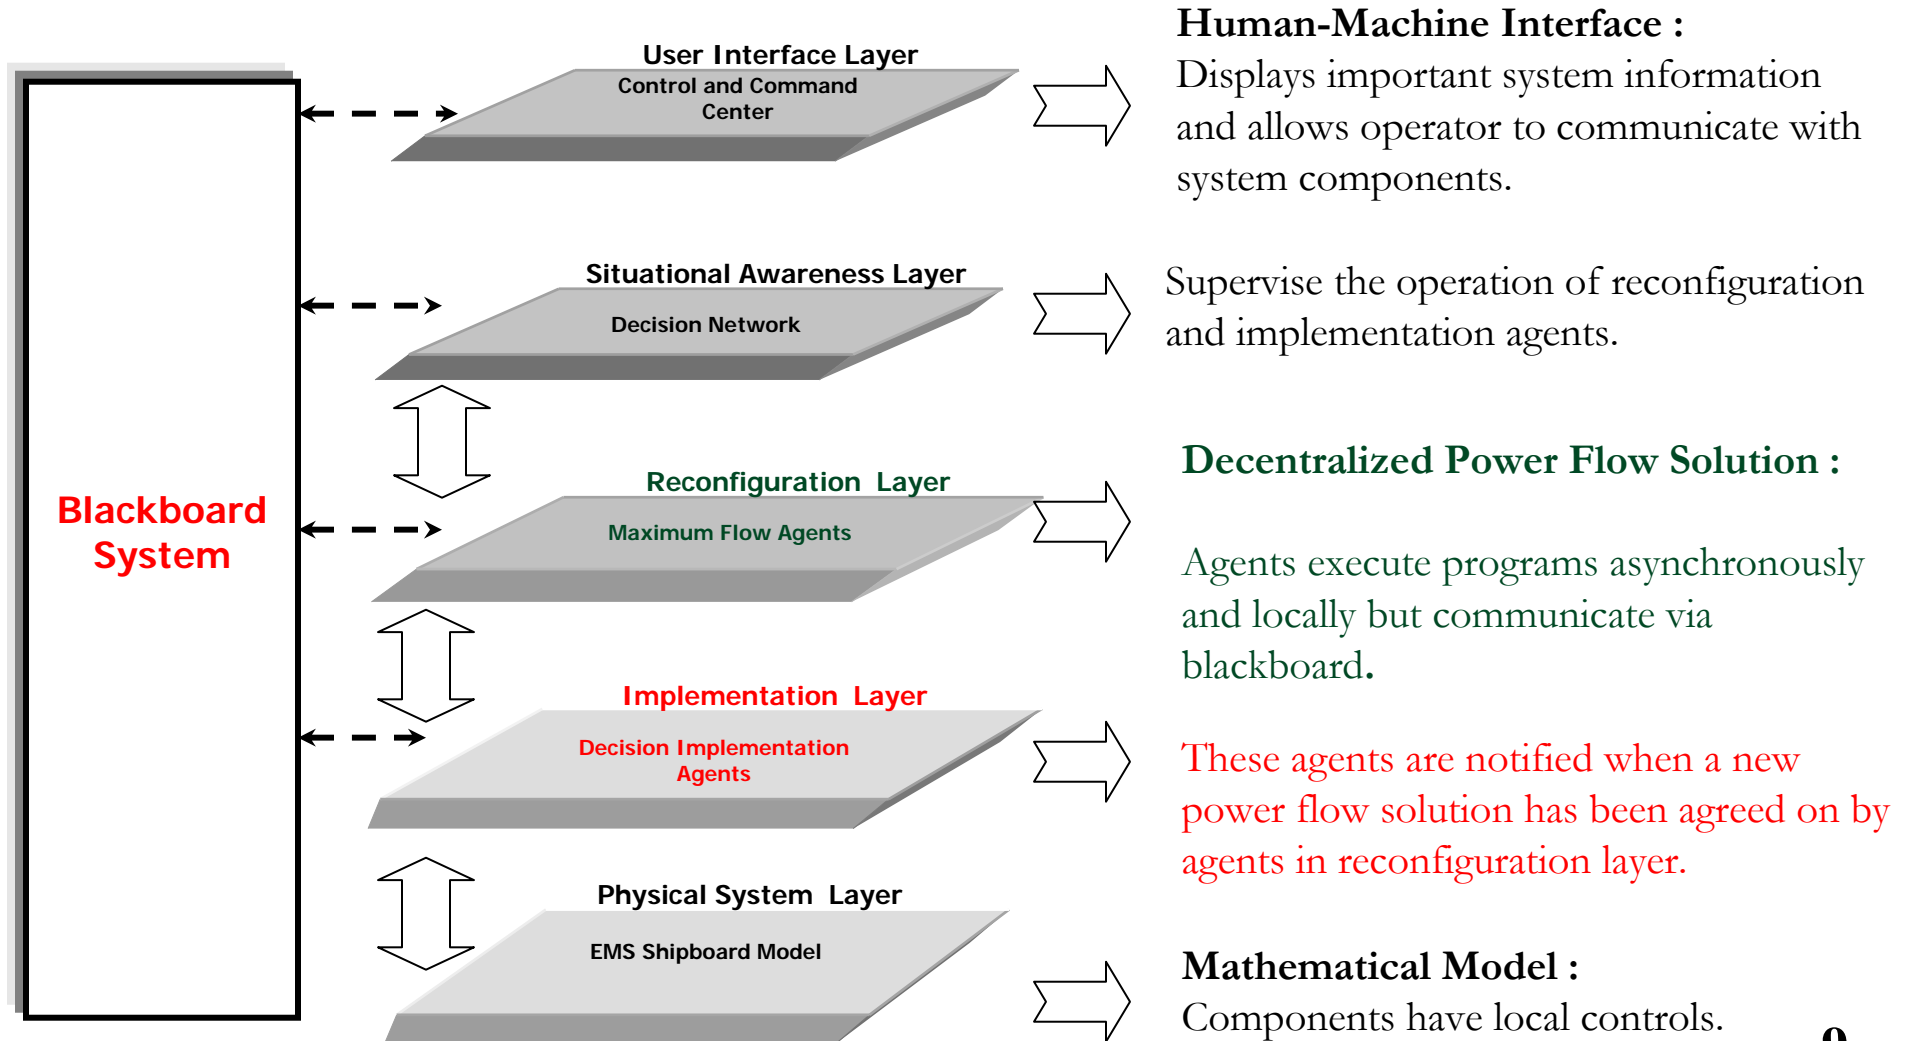 Blackboard
System
User Interface Layer
Control and Command
Center
Human-Machine Interface :
Displays important system information
and allows operator to communicate with
system components.
Situational Awareness Layer
Decision Network
Supervise the operation of reconfiguration
and implementation agents.
Reconfiguration Layer
Maximum Flow Agents
Decentralized Power Flow Solution :
Agents execute programs asynchronously
and locally but communicate via
blackboard.
Implementation Layer
Decision Implementation
Agents
These agents are notified when a new
power flow solution has been agreed on by
agents in reconfiguration layer.
Physical System Layer
EMS Shipboard Model
Mathematical Model :
Components have local controls.